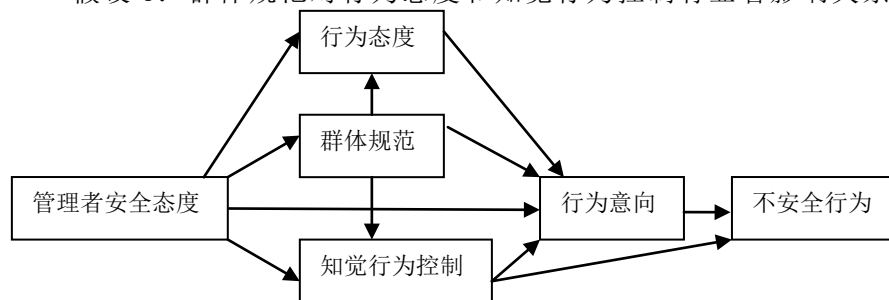 行为态度
群体规范
管理者安全态度
行为意向
不安全行为
知觉行为控制